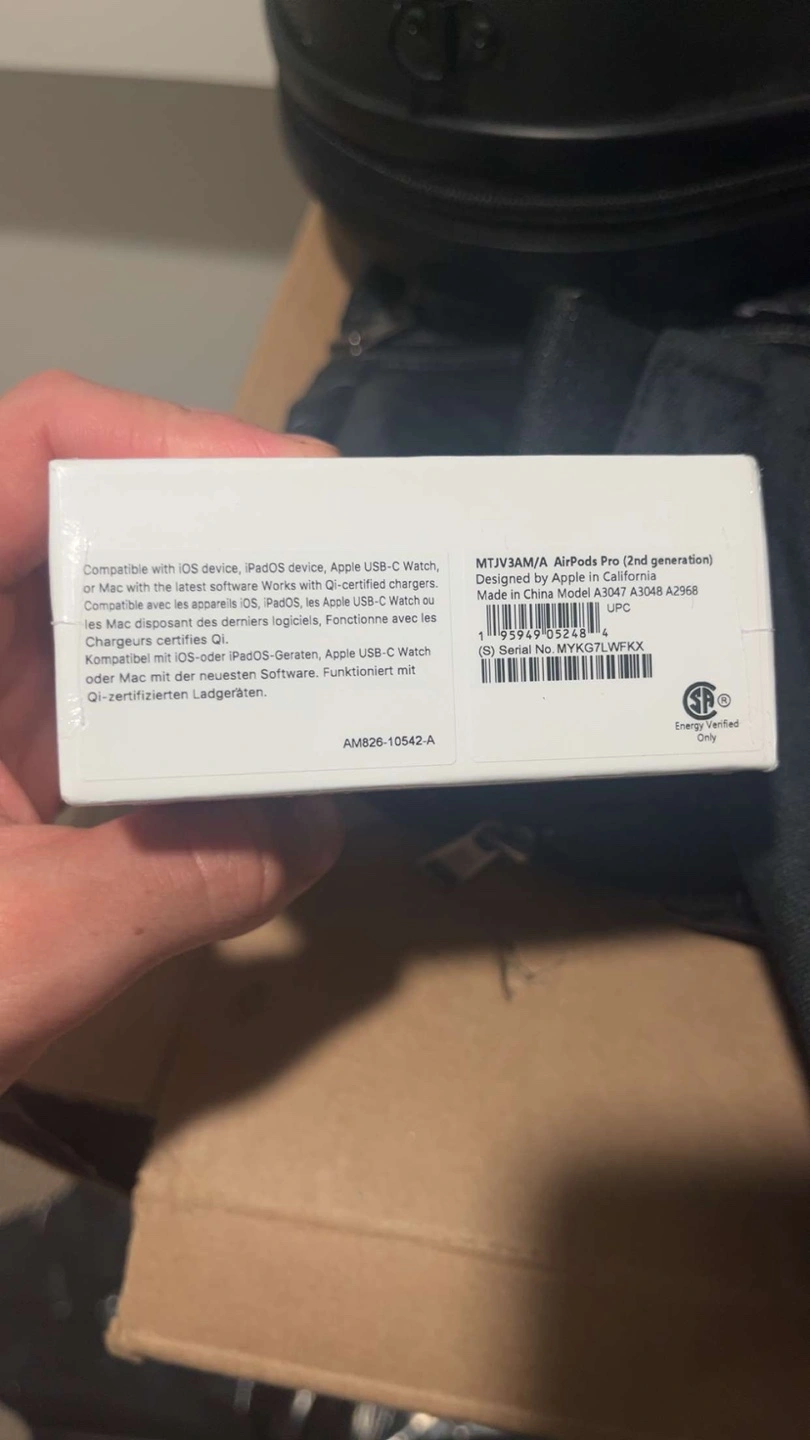 Compatible with iOS device, iPadOS device, Apple USB-C Watch,
or Mac with the latest software Works with Qi-certified chargers.
Compatible avec les appareils iOS, iPadOS, les Apple USB-C Watch ou
les Mac disposant des derniers logiciels, Fonctionne avec les
Chargeurs certifies Qi.
Kompatibel mit iOS-oder iPadOS-Geraten, Apple USB-C Watch
oder Mac mit der neuesten Software. Funktioniert mit
Qi-zertifizierten Ladgeräten.
AM826-10542-A
MTJV3AM/A AirPods Pro (2nd generation)
Designed by Apple in California
Made in China Model A3047 A3048 A2968
UPC
1 95949 05248 4
(S) Serial No. MYKG7LWFKX
SA ®
Energy Verified
Only